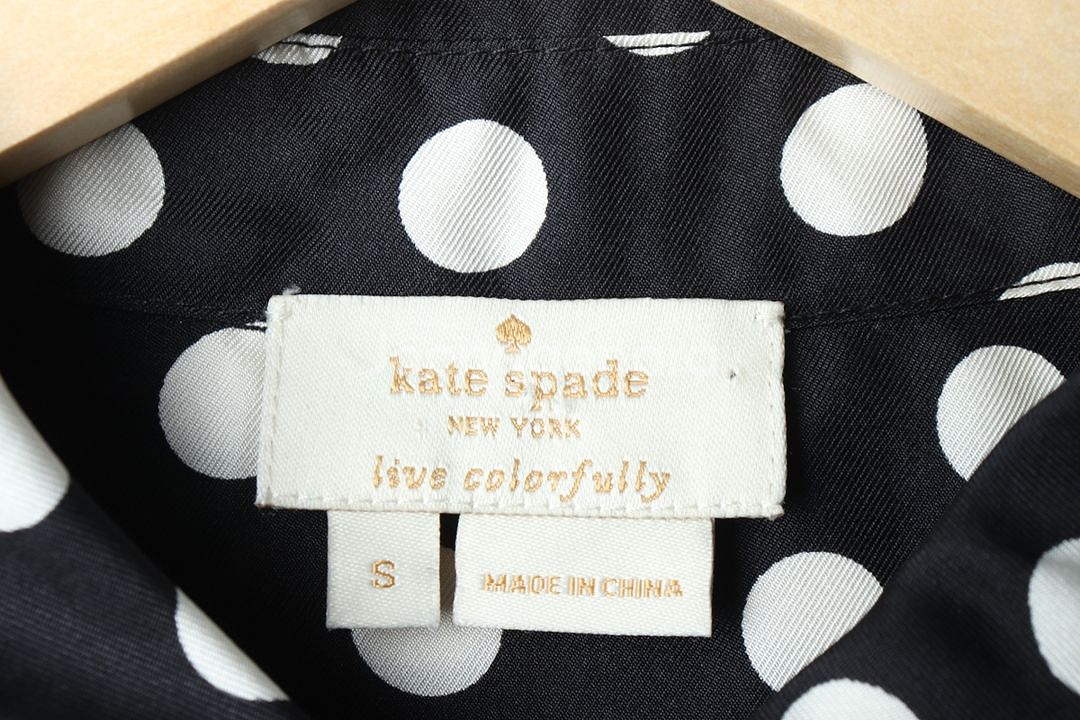 kate spade
NEW YORK
live colorfully
S
MADE IN CHINA